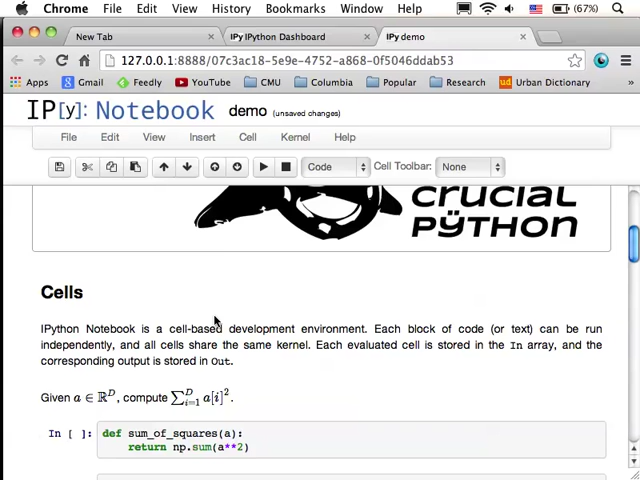 Chrome File Edit View History Bookmarks Window Help (67%)
New Tab IPy IPython Dashboard IPy demo
127.0.0.1:8888/07c3ac18-5e9e-4752-a868-0f5046ddab53
Apps Gmail Feedly YouTube CMU Columbia Popular Research Urban Dictionary
IP[y]: Notebook demo (unsaved changes)
File Edit View Insert Cell Kernel Help
Code Cell Toolbar: None
CRUCIAL
PŸTHON
Cells
IPython Notebook is a cell-based development environment. Each block of code (or text) can be run
independently, and all cells share the same kernel. Each evaluated cell is stored in the In array, and the
corresponding output is stored in Out.
Given a ∈ ℝ^D, compute ∑_{i=1}^D a[i]^2.
In [ ]: def sum_of_squares(a):
return np.sum(a**2)